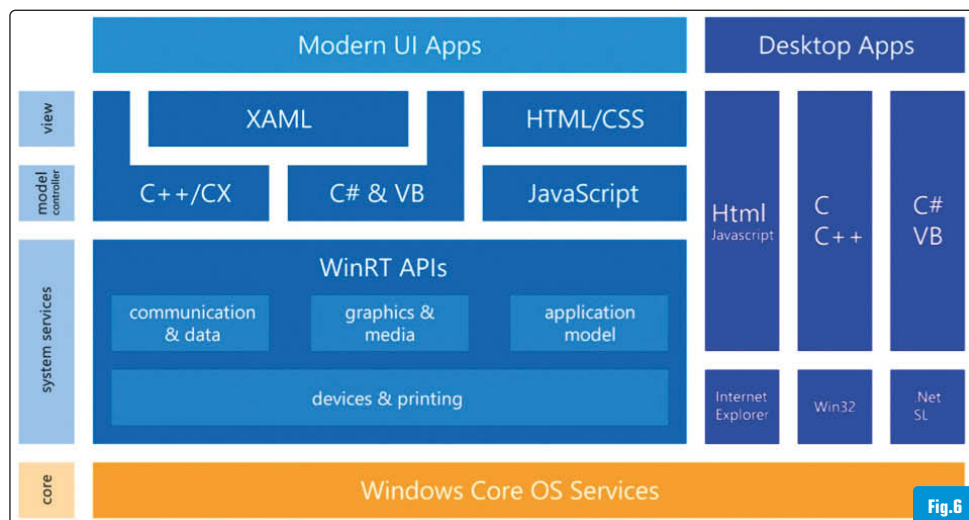 Modern UI Apps
Desktop Apps
view
XAML
HTML/CSS
model
controller
C++/CX
C# & VB
JavaScript
Html
Javascript
C
C++
C#
VB
system services
WinRT APIs
communication
& data
graphics &
media
application
model
devices & printing
Internet
Explorer
Win32
.Net
SL
core
Windows Core OS Services
Fig.6